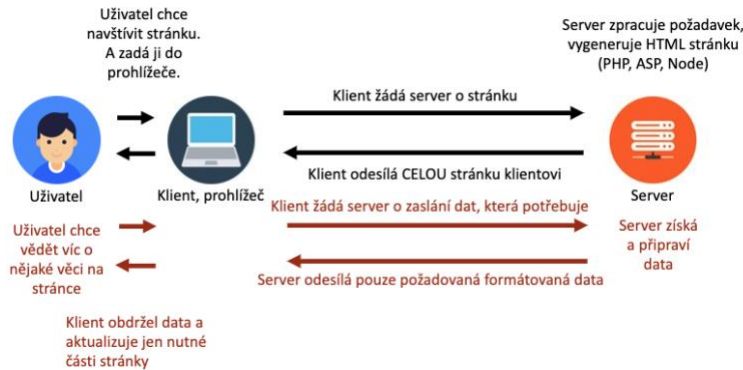 Uživatel chce
navštívit stránku.
A zadá ji do
prohlížeče.
Server zpracuje požadavek,
vygeneruje HTML stránku
(PHP, ASP, Node)
Klient žádá server o stránku
Klient odesílá CELOU stránku klientovi
Uživatel
Klient, prohlížeč
Server
Klient žádá server o zaslání dat, která potřebuje
Uživatel chce
vědět víc o
nějaké věci na
stránce
Server získá
a připraví
data
Server odesílá pouze požadovaná formátovaná data
Klient obdržel data a
aktualizuje jen nutné
části stránky